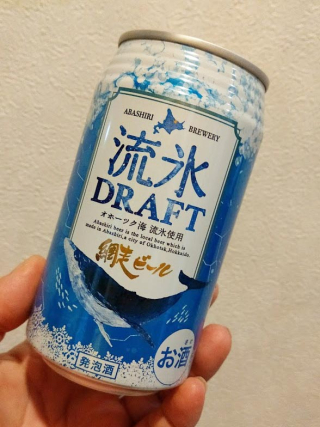 ABASHIRI BREWERY
流氷
DRAFT
オホーツク海 流氷使用
Abashiri beer is the local beer which is
made in Abashiri, a city of Okhotsk, Hokkaido.
網走ビール
お酒
発泡酒